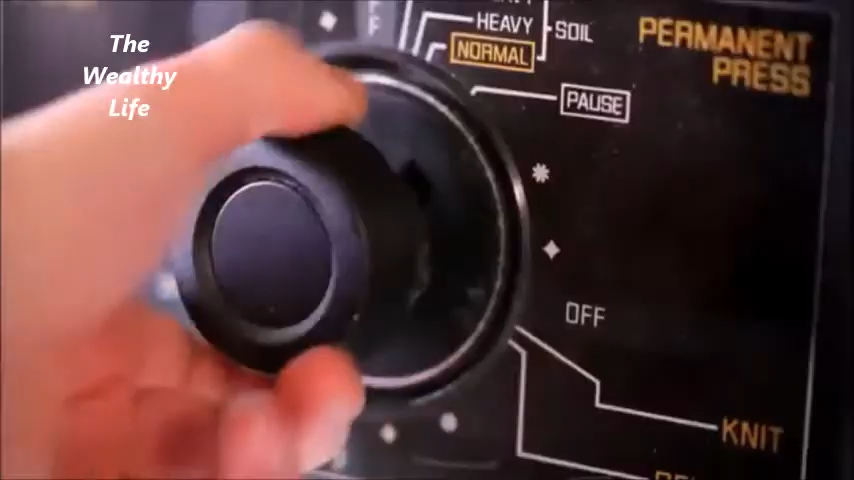 The
Wealthy
Life
HEAVY
SOIL
NORMAL
PERMANENT
PRESS
PAUSE
OFF
KNIT